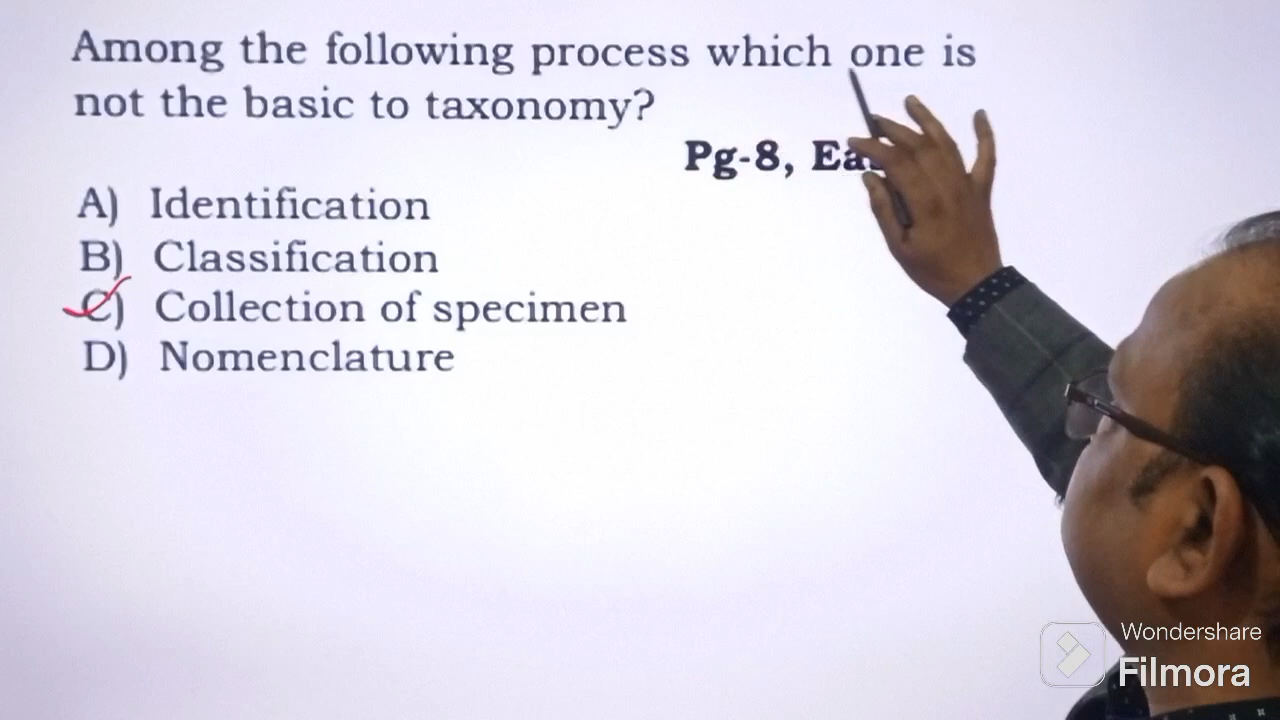 Among the following process which one is
not the basic to taxonomy?
Pg-8,
A) Identification
B) Classification
C) Collection of specimen
D) Nomenclature
Wondershare
Filmora